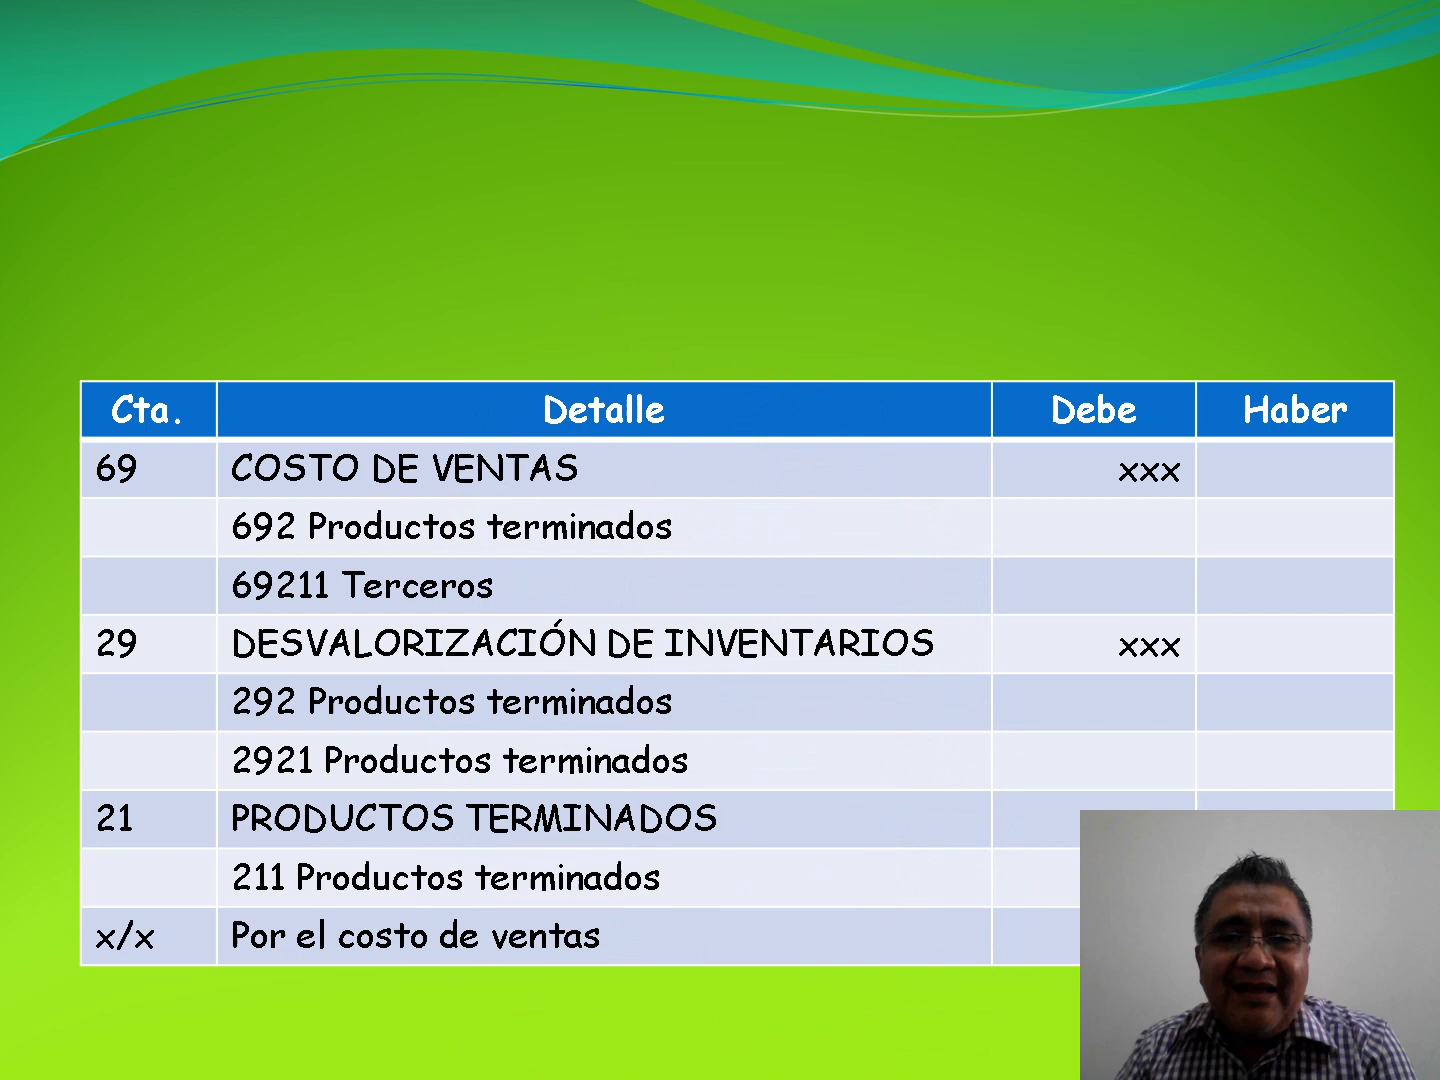 Cta. Detalle Debe Haber
69 COSTO DE VENTAS xxx
692 Productos terminados
69211 Terceros
29 DESVALORIZACIÓN DE INVENTARIOS xxx
292 Productos terminados
2921 Productos terminados
21 PRODUCTOS TERMINADOS
211 Productos terminados
x/x Por el costo de ventas